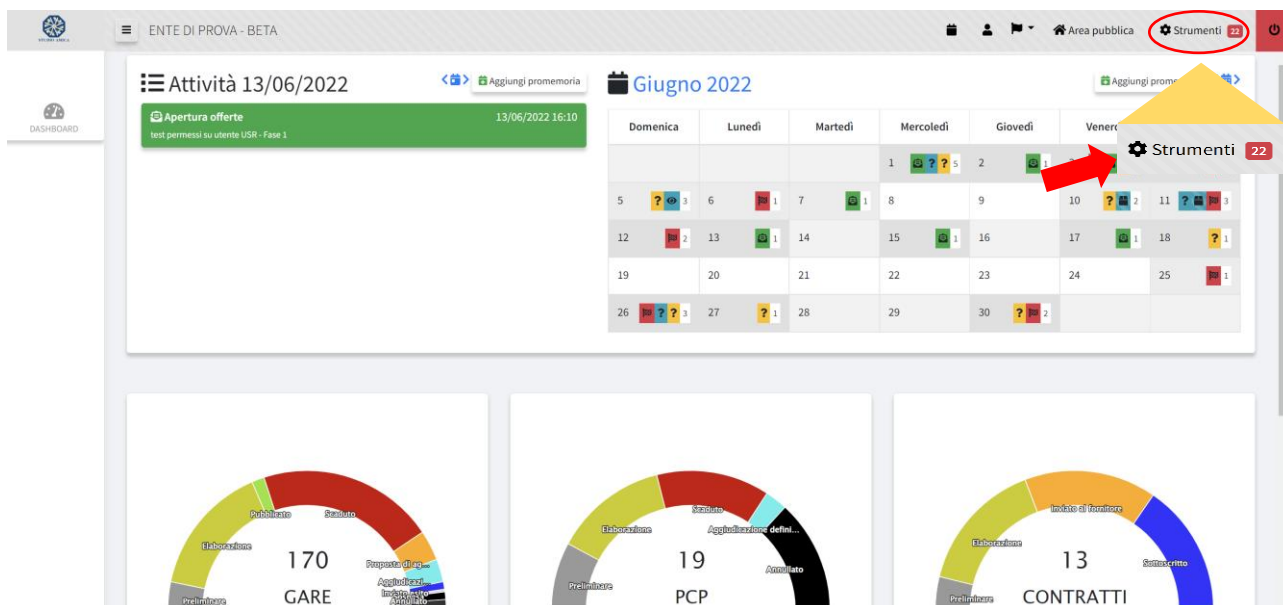 ENTE DI PROVA - BETA
Area pubblica
Strumenti 22
DASHBOARD
Attività 13/06/2022
Aggiungi promemoria
Apertura offerte 13/06/2022 16:10
test permessi su utente USR - Fase 1
Giugno 2022
Aggiungi
Strumenti 22
Domenica Lunedì Martedì Mercoledì Giovedì
1 ? ? 5 2 1
5 ? 3 6 1 7 1 8 9 10 ? 2 11 ? 3
12 2 13 1 14 15 1 16 17 1 18 ? 1
19 20 21 22 23 24 25 1
26 ? ? 3 27 ? 1 28 29 30 ? 2
Pubblicato Scaduto
Elaborazione
Proposta di ag...
Aggiudicazi...
Preliminare
Annullato
170
GARE
Scaduto
Elaborazione Aggiudicazione defini...
Annullato
Preliminare
19
PCP
Inviato al fornitore
Elaborazione
Sottoscritto
Preliminare
13
CONTRATTI